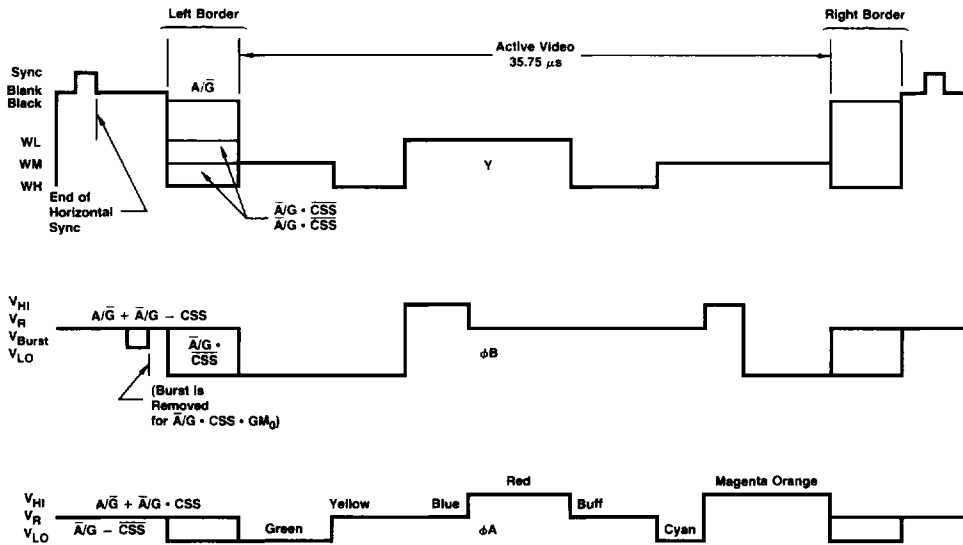 Left Border
Right Border
Active Video
35.75 μs
Sync
Blank
Black
A/G̅
WL
WM
WH
Y
End of
Horizontal
Sync
A̅/G • C̅S̅S̅
A̅/G • C̅S̅S̅
V_HI
V_R
V_Burst
V_LO
A/G̅ + A̅/G – CSS
A̅/G •
C̅S̅S̅
ϕB
(Burst is
Removed
for A̅/G • CSS • GM₀)
V_HI
V_R
V_LO
A/G̅ + A̅/G • CSS
A̅/G – C̅S̅S̅
Green
Yellow
Blue
Red
ϕA
Buff
Cyan
Magenta Orange